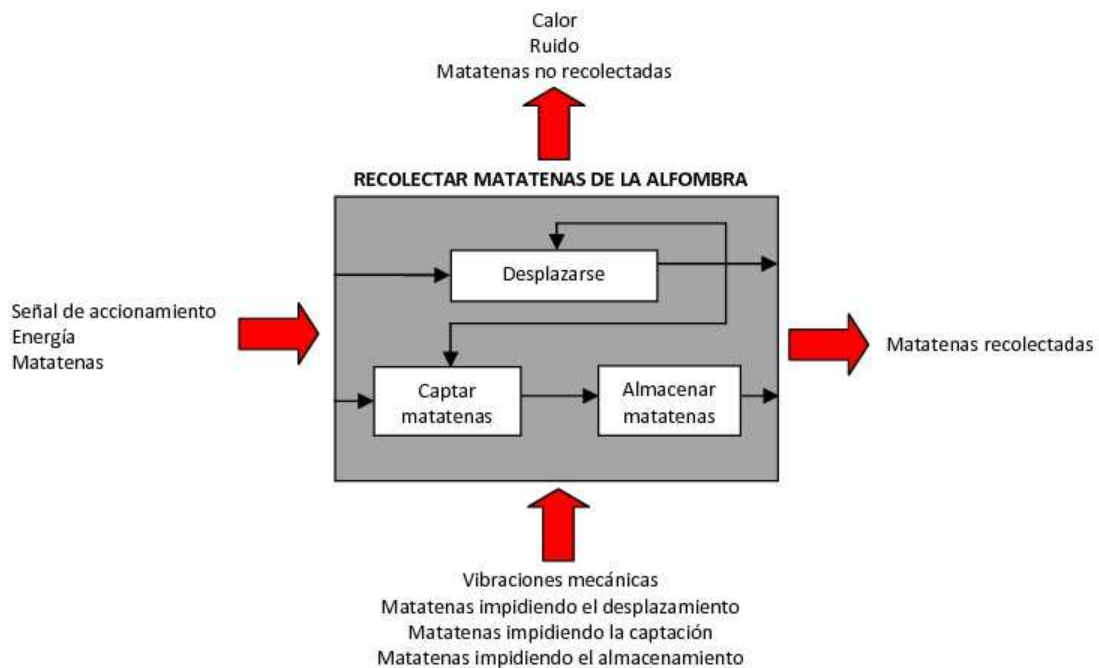 Calor
Ruido
Matatenas no recolectadas
RECOLECTAR MATATENAS DE LA ALFOMBRA
Desplazarse
Señal de accionamiento
Energía
Matatenas
Matatenas recolectadas
Captar
matatenas
Almacenar
matatenas
Vibraciones mecánicas
Matatenas impidiendo el desplazamiento
Matatenas impidiendo la captación
Matatenas impidiendo el almacenamiento